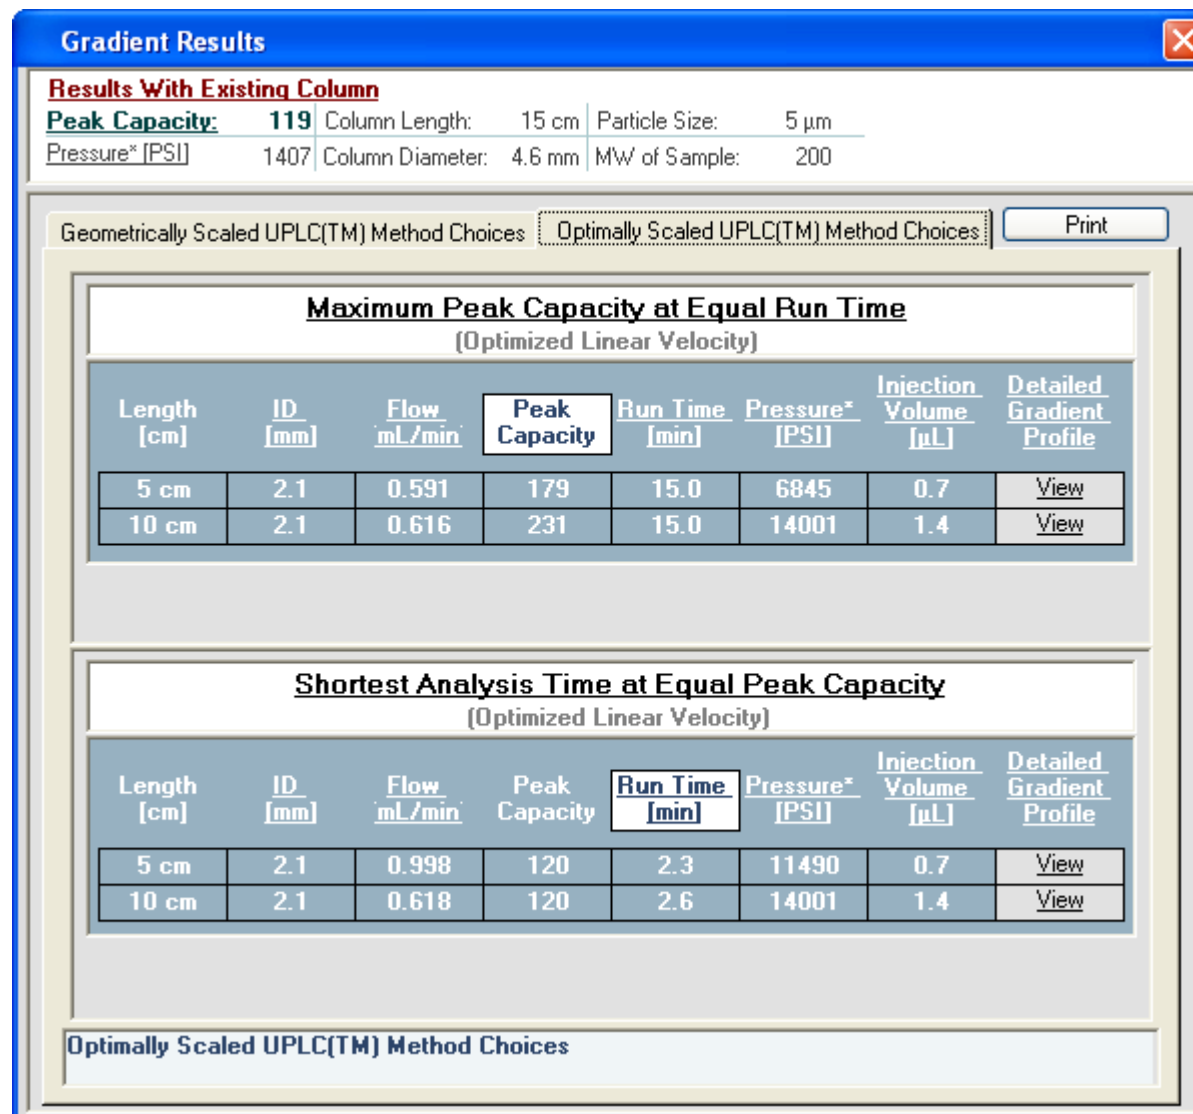 Gradient Results
Results With Existing Column
Peak Capacity: 119 Column Length: 15 cm Particle Size: 5 µm
Pressure* [PSI] 1407 Column Diameter: 4.6 mm MW of Sample: 200
Geometrically Scaled UPLC(TM) Method Choices Optimally Scaled UPLC(TM) Method Choices Print
Maximum Peak Capacity at Equal Run Time
(Optimized Linear Velocity)
Length [cm] ID [mm] Flow mL/min Peak Capacity Run Time [min] Pressure* [PSI] Injection Volume [µL] Detailed Gradient Profile
5 cm 2.1 0.591 179 15.0 6845 0.7 View
10 cm 2.1 0.616 231 15.0 14001 1.4 View
Shortest Analysis Time at Equal Peak Capacity
(Optimized Linear Velocity)
Length [cm] ID [mm] Flow mL/min Peak Capacity Run Time [min] Pressure* [PSI] Injection Volume [µL] Detailed Gradient Profile
5 cm 2.1 0.998 120 2.3 11490 0.7 View
10 cm 2.1 0.618 120 2.6 14001 1.4 View
Optimally Scaled UPLC(TM) Method Choices